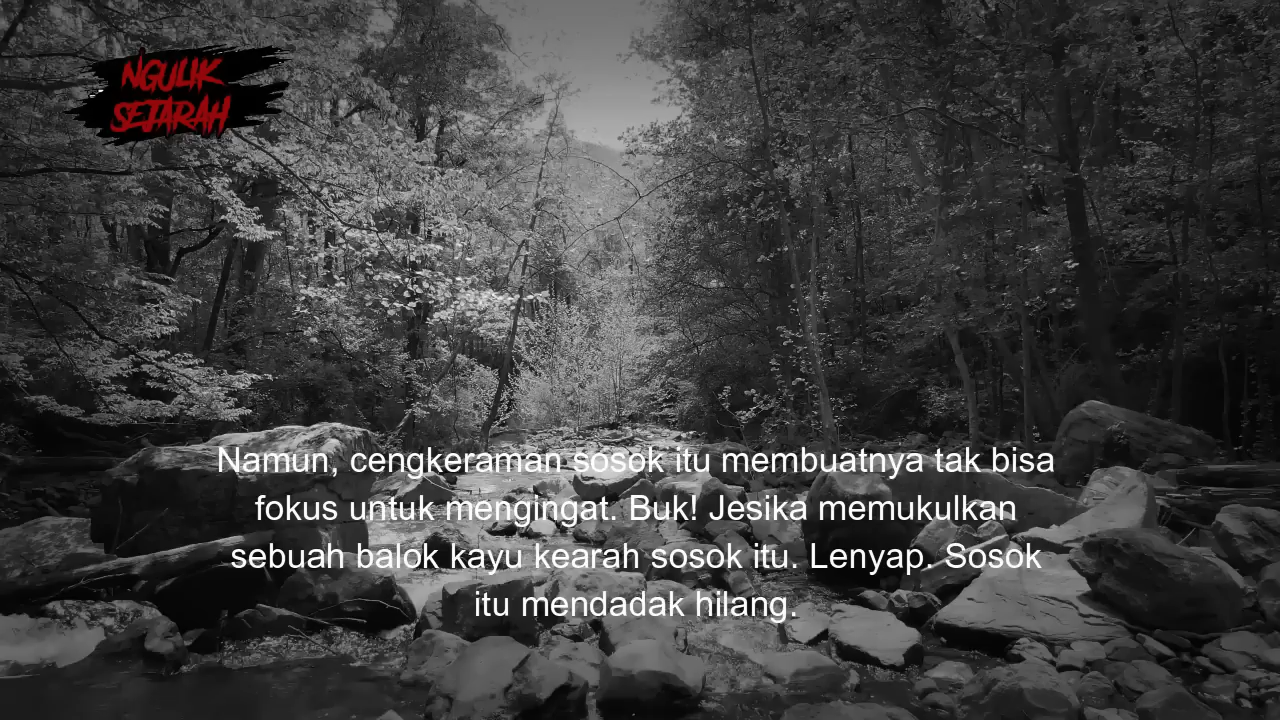 NGULIK
SEJARAH
Namun, cengkeraman sosok itu membuatnya tak bisa
fokus untuk mengingat. Buk! Jesika memukulkan
sebuah balok kayu kearah sosok itu. Lenyap. Sosok
itu mendadak hilang.